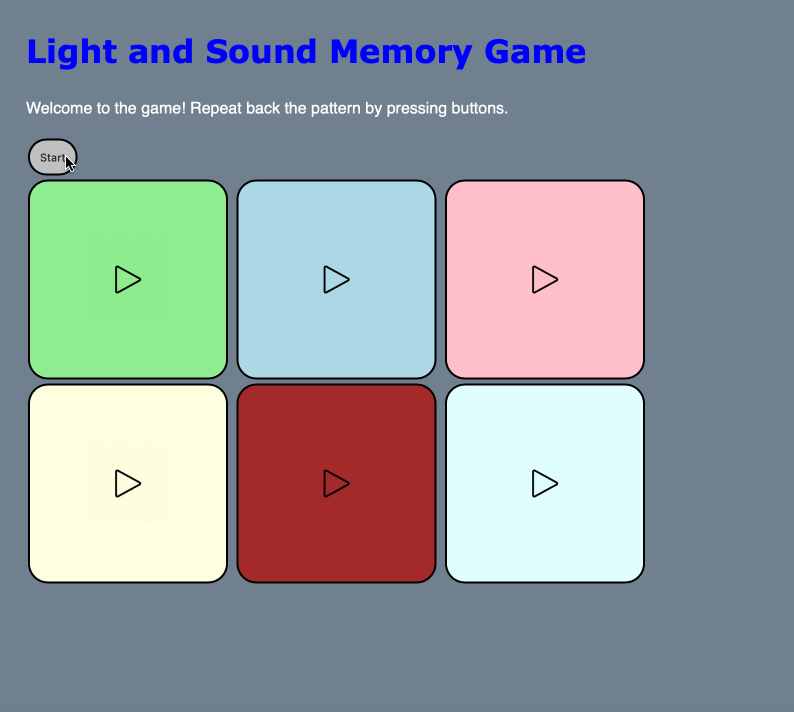 Light and Sound Memory Game
Welcome to the game! Repeat back the pattern by pressing buttons.
Start